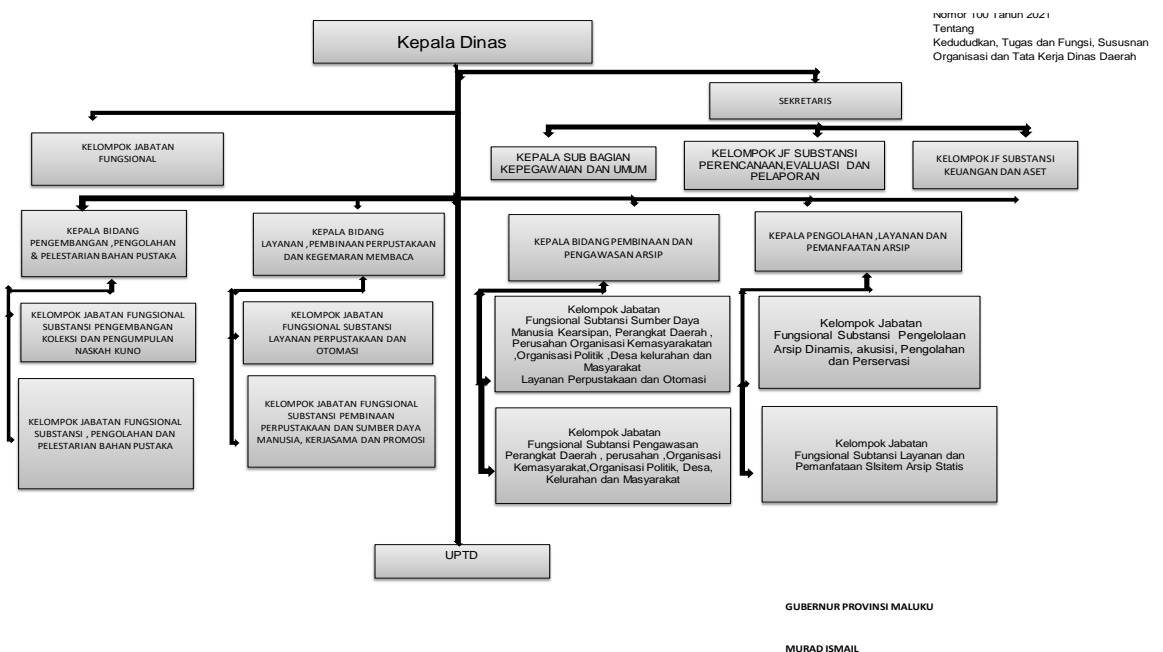 Nomor 100 Tahun 2021
Tentang
Kedududkan, Tugas dan Fungsi, Sususnan
Organisasi dan Tata Kerja Dinas Daerah
Kepala Dinas
SEKRETARIS
KELOMPOK JABATAN
FUNGSIONAL
KEPALA SUB BAGIAN
KEPEGAWAIAN DAN UMUM
KELOMPOK JF SUBSTANSI
PERENCANAAN,EVALUASI DAN
PELAPORAN
KELOMPOK JF SUBSTANSI
KEUANGAN DAN ASET
KEPALA BIDANG
PENGEMBANGAN ,PENGOLAHAN
& PELESTARIAN BAHAN PUSTAKA
KEPALA BIDANG
LAYANAN ,PEMBINAAN PERPUSTAKAAN
DAN KEGEMARAN MEMBACA
KEPALA BIDANG PEMBINAAN DAN
PENGAWASAN ARSIP
KEPALA PENGOLAHAN ,LAYANAN DAN
PEMANFAATAN ARSIP
KELOMPOK JABATAN FUNGSIONAL
SUBSTANSI PENGEMBANGAN
KOLEKSI DAN PENGUMPULAN
NASKAH KUNO
KELOMPOK JABATAN
FUNGSIONAL SUBSTANSI
LAYANAN PERPUSTAKAAN DAN
OTOMASI
Kelompok Jabatan
Fungsional Subtansi Sumber Daya
Manusia Kearsipan, Perangkat Daerah ,
Perusahan Organisasi Kemasyarakatan
,Organisasi Politik ,Desa kelurahan dan
Masyarakat
Layanan Perpustakaan dan Otomasi
Kelompok Jabatan
Fungsional Substansi Pengelolaan
Arsip Dinamis, akusisi, Pengolahan
dan Perservasi
KELOMPOK JABATAN FUNGSIONAL
SUBSTANSI , PENGOLAHAN DAN
PELESTARIAN BAHAN PUSTAKA
KELOMPOK JABATAN FUNGSIONAL
SUBSTANSI PEMBINAAN
PERPUSTAKAAN DAN SUMBER DAYA
MANUSIA, KERJASAMA DAN PROMOSI
Kelompok Jabatan
Fungsional Subtansi Pengawasan
Perangkat Daerah , perusahan ,Organisasi
Kemasyarakat,Organisasi Politik, Desa,
Kelurahan dan Masyarakat
Kelompok Jabatan
Fungsional Subtansi Layanan dan
Pemanfataan SIsitem Arsip Statis
UPTD
GUBERNUR PROVINSI MALUKU
MURAD ISMAIL